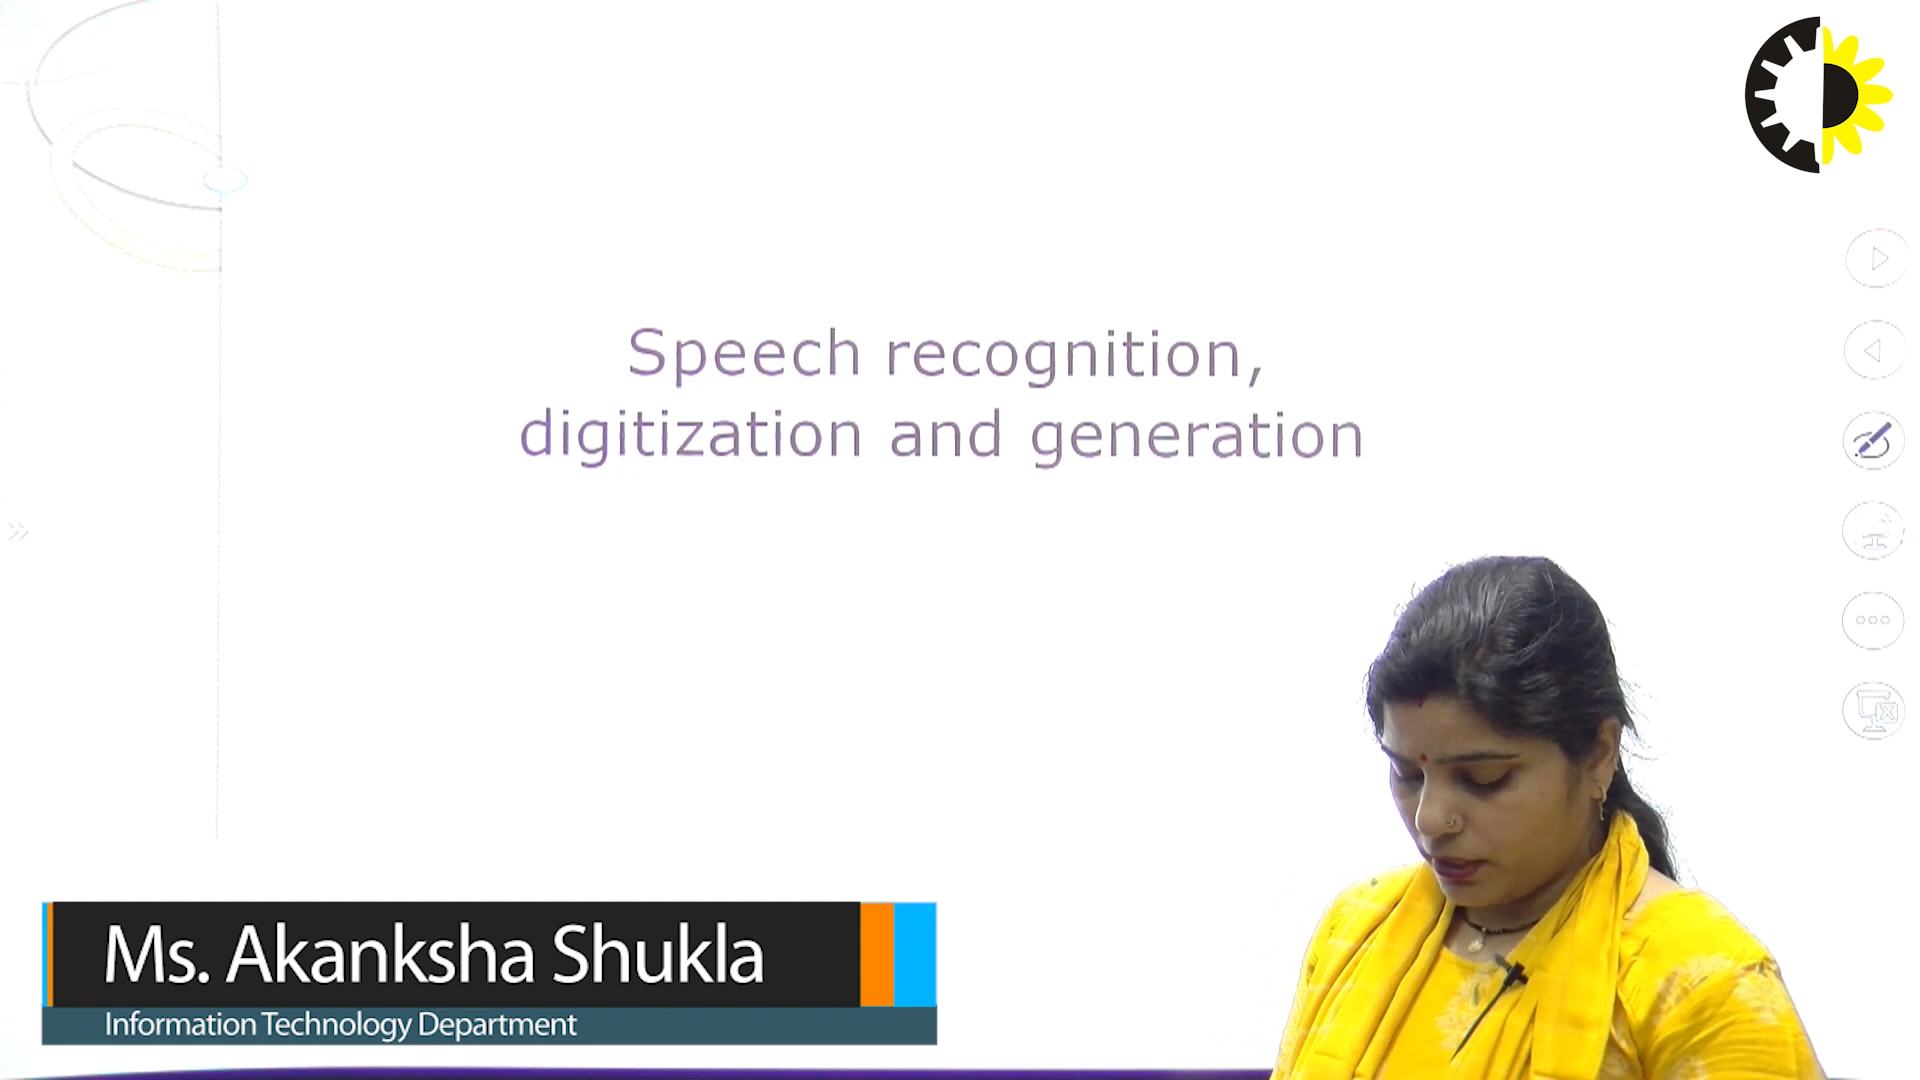 Speech recognition,
digitization and generation
Ms. Akanksha Shukla
Information Technology Department